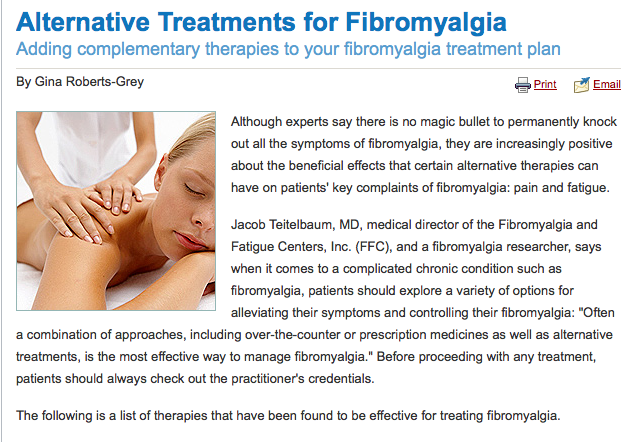 Alternative Treatments for Fibromyalgia
Adding complementary therapies to your fibromyalgia treatment plan
By Gina Roberts-Grey
Print Email
Although experts say there is no magic bullet to permanently knock
out all the symptoms of fibromyalgia, they are increasingly positive
about the beneficial effects that certain alternative therapies can
have on patients' key complaints of fibromyalgia: pain and fatigue.
Jacob Teitelbaum, MD, medical director of the Fibromyalgia and
Fatigue Centers, Inc. (FFC), and a fibromyalgia researcher, says
when it comes to a complicated chronic condition such as
fibromyalgia, patients should explore a variety of options for
alleviating their symptoms and controlling their fibromyalgia: "Often
a combination of approaches, including over-the-counter or prescription medicines as well as alternative
treatments, is the most effective way to manage fibromyalgia." Before proceeding with any treatment,
patients should always check out the practitioner's credentials.
The following is a list of therapies that have been found to be effective for treating fibromyalgia.